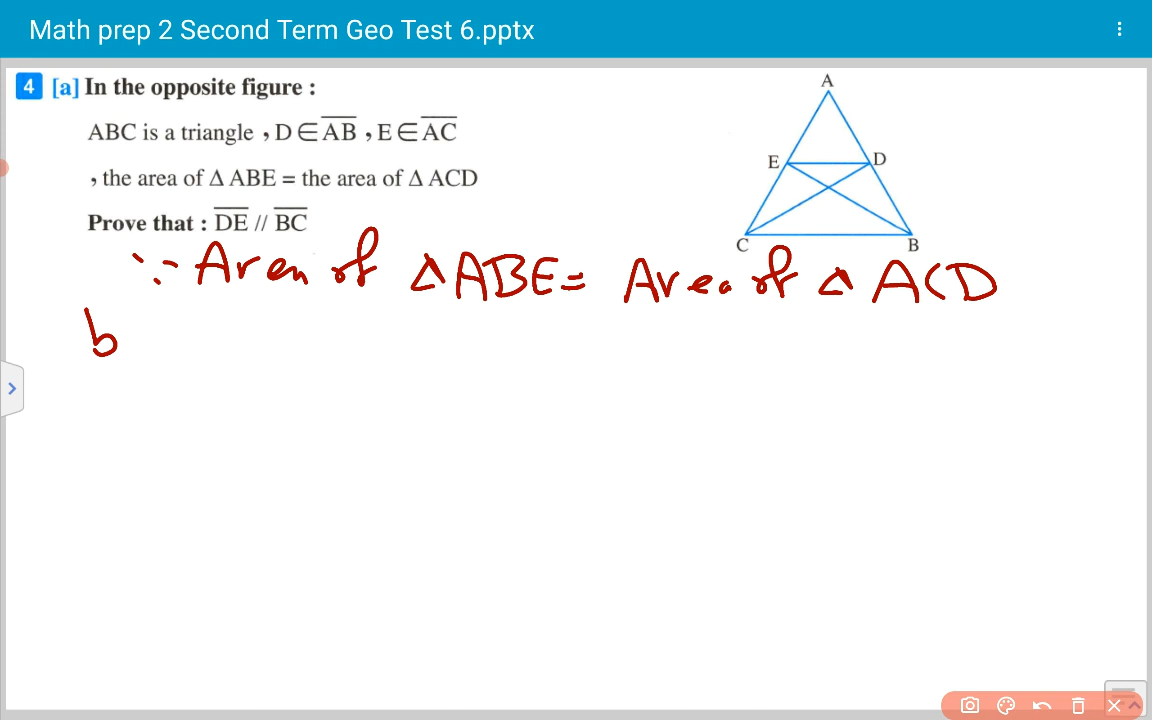 Math prep 2 Second Term Geo Test 6.pptx
4 [a] In the opposite figure :
ABC is a triangle , D ∈ AB , E ∈ AC
, the area of Δ ABE = the area of Δ ACD
Prove that : DE // BC
A
E D
C B
∵ Area of Δ ABE = Area of Δ ACD
b